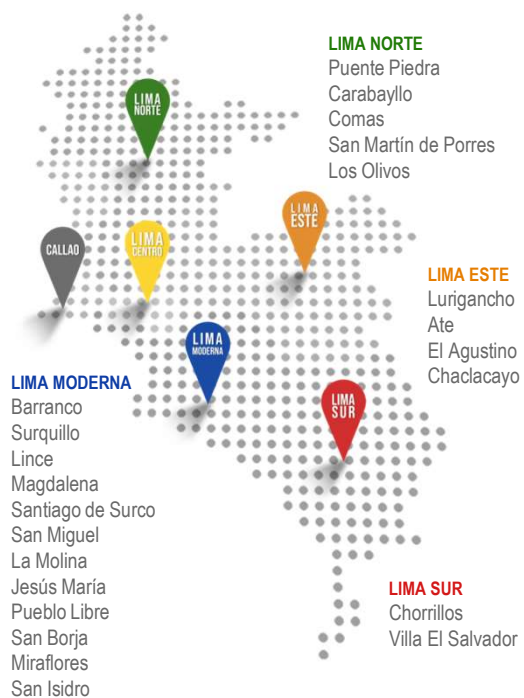 LIMA NORTE
Puente Piedra
Carabayllo
Comas
San Martín de Porres
Los Olivos
LIMA
NORTE
LIMA
ESTE
CALLAO
LIMA
CENTRO
LIMA ESTE
Lurigancho
Ate
El Agustino
Chaclacayo
LIMA
MODERNA
LIMA
SUR
LIMA MODERNA
Barranco
Surquillo
Lince
Magdalena
Santiago de Surco
San Miguel
La Molina
Jesús María
Pueblo Libre
San Borja
Miraflores
San Isidro
LIMA SUR
Chorrillos
Villa El Salvador